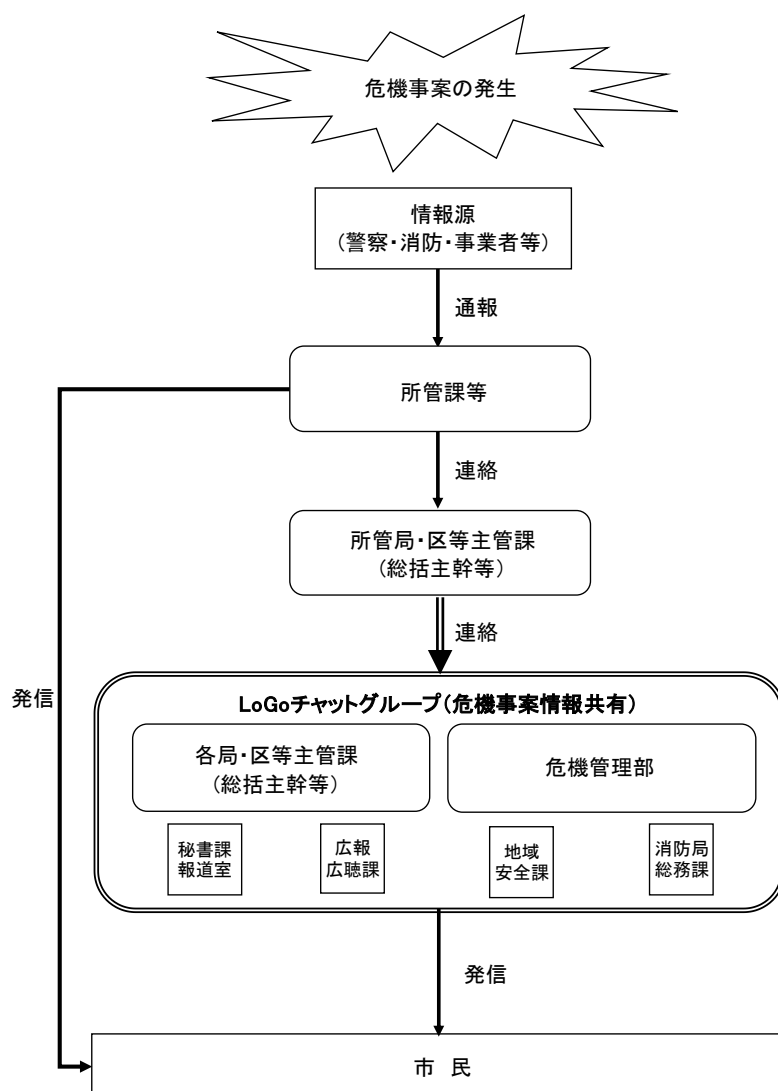 危機事案の発生
情報源
(警察・消防・事業者等)
通報
所管課等
連絡
所管局・区等主管課
(総括主幹等)
連絡
発信
LoGoチャットグループ(危機事案情報共有)
各局・区等主管課
(総括主幹等)
危機管理部
秘書課
報道室
広報
広聴課
地域
安全課
消防局
総務課
発信
市 民